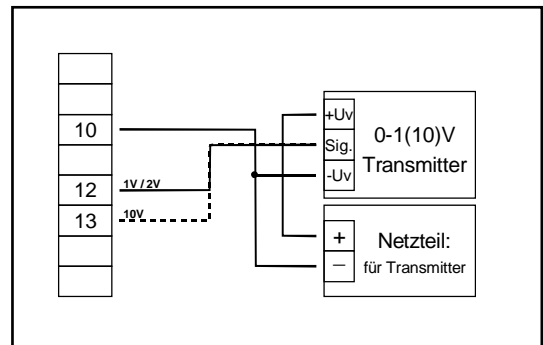 10
12
13
1V / 2V
10V
+Uv
Sig.
-Uv
0-1(10)V
Transmitter
+
–
Netzteil:
für Transmitter